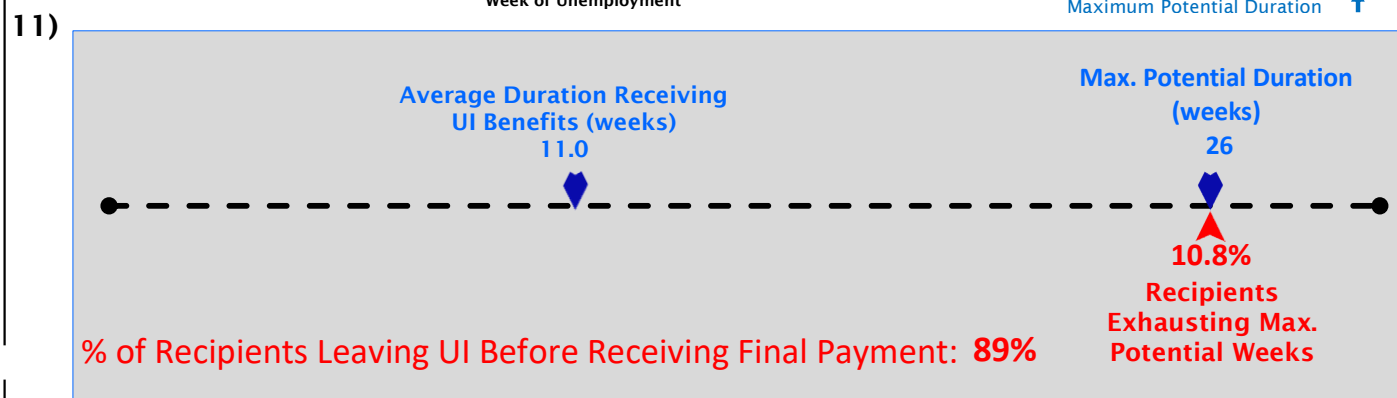 Week of Unemployment
Maximum Potential Duration
11)
Average Duration Receiving
UI Benefits (weeks)
11.0
Max. Potential Duration
(weeks)
26
10.8%
Recipients
Exhausting Max.
Potential Weeks
% of Recipients Leaving UI Before Receiving Final Payment: 89%